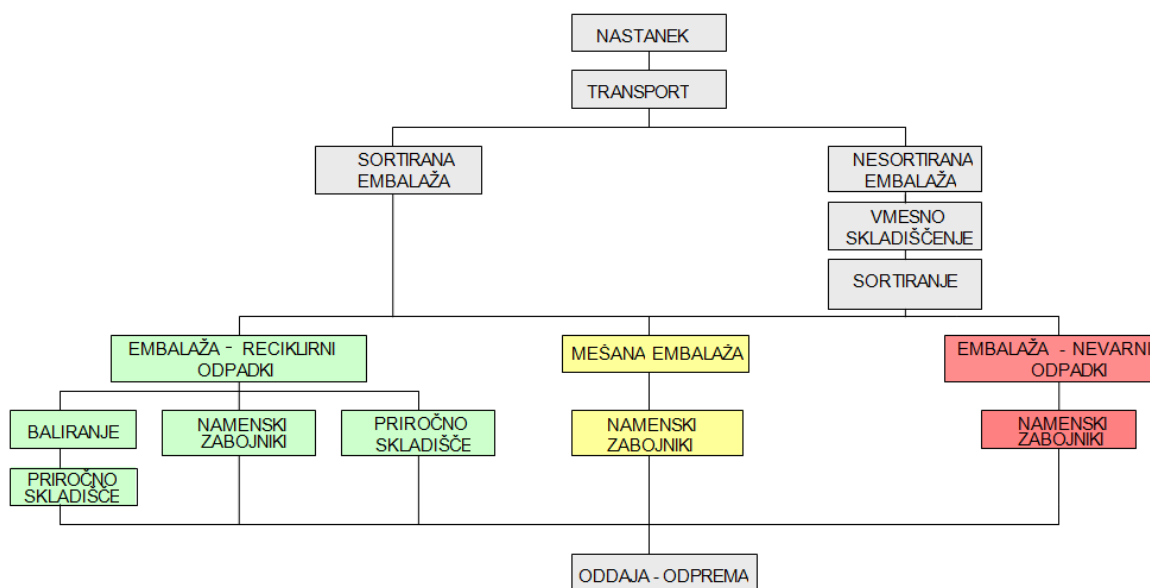 NASTANEK
TRANSPORT
SORTIRANA
EMBALAŽA
NESORTIRANA
EMBALAŽA
VMESNO
SKLADIŠČENJE
SORTIRANJE
EMBALAŽA - RECIKLIRNI
ODPADKI
MEŠANA EMBALAŽA
EMBALAŽA - NEVARNI
ODPADKI
BALIRANJE
NAMENSKI
ZABOJNIKI
PRIROČNO
SKLADIŠČE
NAMENSKI
ZABOJNIKI
NAMENSKI
ZABOJNIKI
PRIROČNO
SKLADIŠČE
ODDAJA - ODPREMA